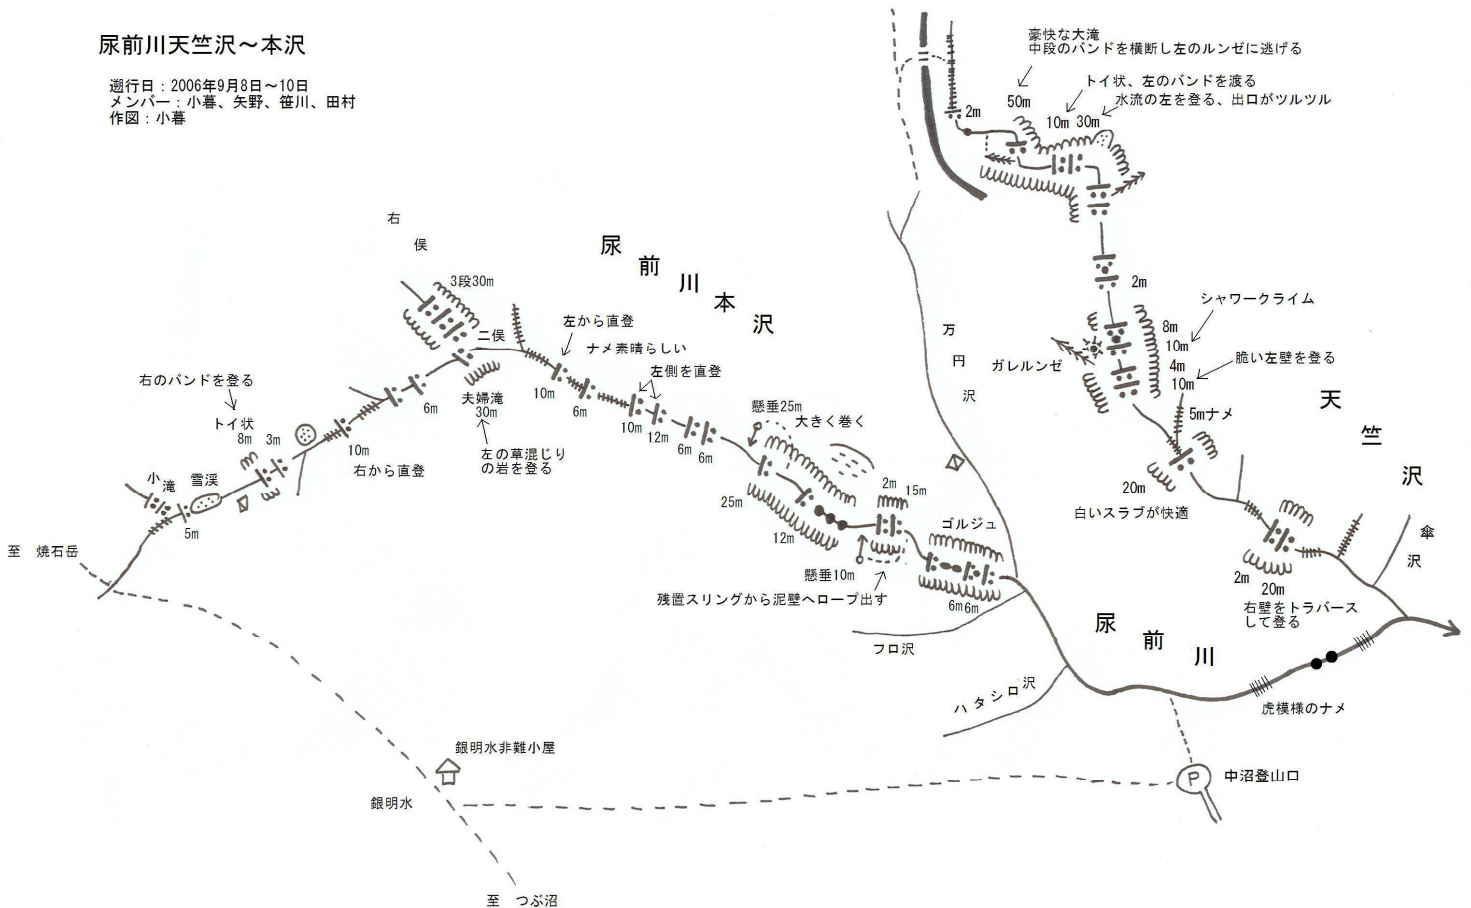 尿前川天竺沢～本沢
遡行日：2006年9月8日～10日
メンバー：小暮、矢野、笹川、田村
作図：小暮
豪快な大滝
中段のバンドを横断し左のルンゼに逃げる
50m
トイ状、左のバンドを渡る
水流の左を登る、出口がツルツル
10m 30m
2m
2m
シャワークライム
8m
10m
4m
10m
脆い左壁を登る
ガレルンゼ
5mナメ
20m
白いスラブが快適
天竺沢
2m
20m
右壁をトラバース
して登る
傘沢
万円沢
尿前川本沢
右俣
3段30m
二俣
左から直登
ナメ素晴らしい
左側を直登
10m
6m
10m
12m
6m
6m
夫婦滝
30m
左の草混じり
の岩を登る
6m
右のバンドを登る
トイ状
8m
3m
10m
右から直登
小滝
雪渓
5m
至 焼石岳
懸垂25m
大きく巻く
25m
12m
2m
15m
懸垂10m
残置スリングから泥壁へロープ出す
ゴルジュ
6m6m
フロ沢
ハタシロ沢
尿前川
虎模様のナメ
銀明水非難小屋
銀明水
P
中沼登山口
至 つぶ沼